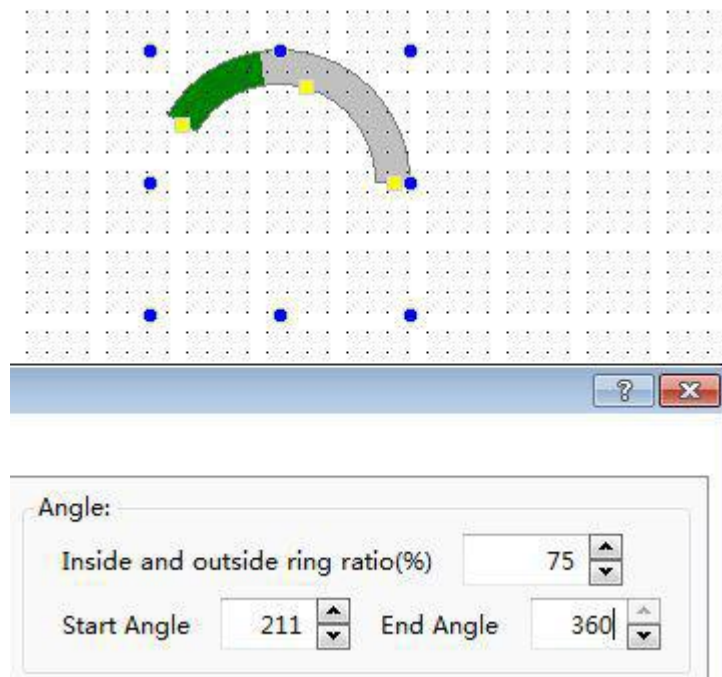 ?
Angle:
Inside and outside ring ratio(%) 75
Start Angle 211 End Angle 360